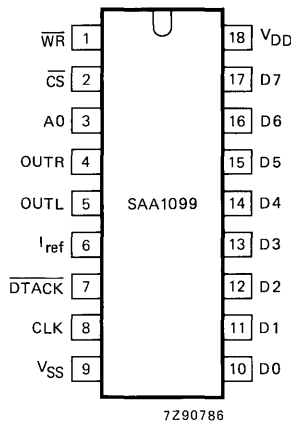 WR 1 18 VDD
CS 2 17 D7
A0 3 16 D6
OUTR 4 15 D5
OUTL 5 SAA1099 14 D4
Iref 6 13 D3
DTACK 7 12 D2
CLK 8 11 D1
VSS 9 10 D0
7Z90786